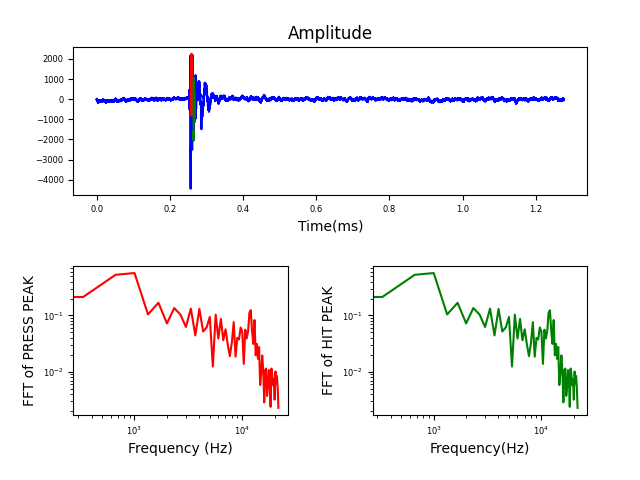 Amplitude
2000
1000
0
−1000
−2000
−3000
−4000
0.0 0.2 0.4 0.6 0.8 1.0 1.2
Time(ms)
FFT of PRESS PEAK
10⁻¹
10⁻²
10³ 10⁴
Frequency (Hz)
FFT of HIT PEAK
10⁻¹
10⁻²
10³ 10⁴
Frequency(Hz)